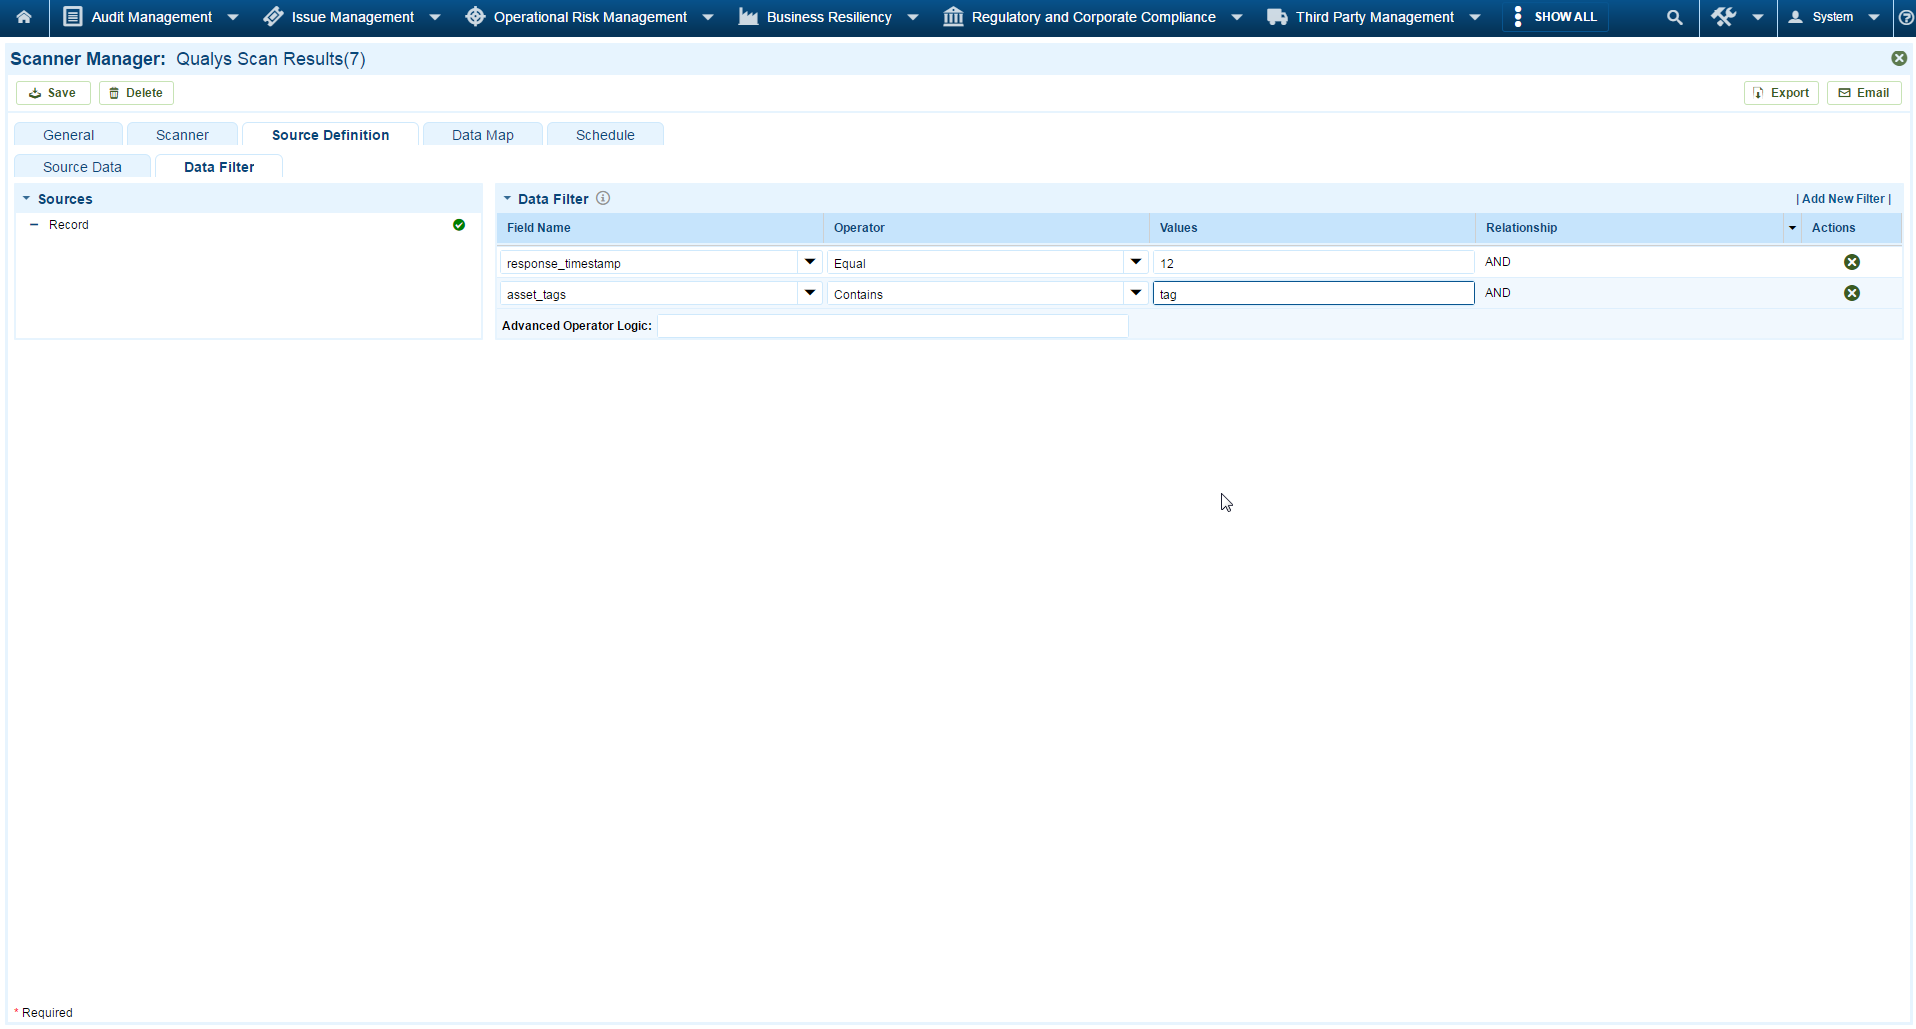 Audit Management Issue Management Operational Risk Management Business Resiliency Regulatory and Corporate Compliance Third Party Management SHOW ALL System
Scanner Manager: Qualys Scan Results(7)
Save Delete Export Email
General Scanner Source Definition Data Map Schedule
Source Data Data Filter
Sources
Record
Data Filter | Add New Filter |
Field Name Operator Values Relationship Actions
response_timestamp Equal 12 AND
asset_tags Contains tag AND
Advanced Operator Logic:
* Required